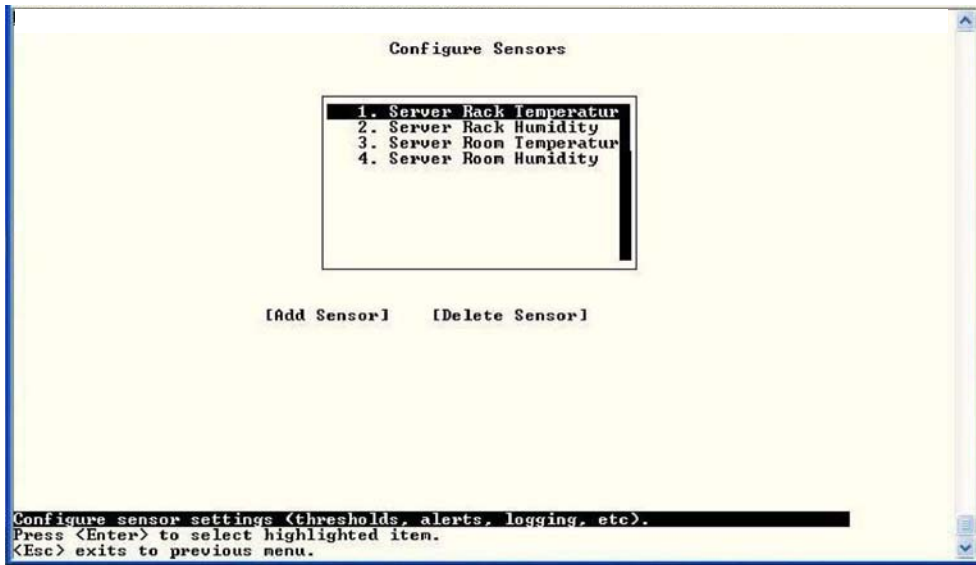 Configure Sensors
1. Server Rack Temperatur
2. Server Rack Humidity
3. Server Room Temperatur
4. Server Room Humidity
[Add Sensor] [Delete Sensor]
Configure sensor settings (thresholds, alerts, logging, etc).
Press <Enter> to select highlighted item.
<Esc> exits to previous menu.